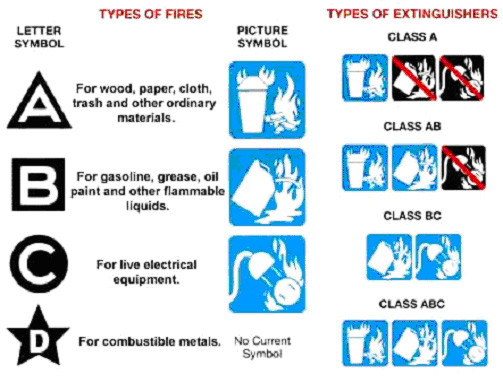 TYPES OF FIRES
TYPES OF EXTINGUISHERS
LETTER
SYMBOL
PICTURE
SYMBOL
A
For wood, paper, cloth,
trash and other ordinary
materials.
B
For gasoline, grease, oil
paint and other flammable
liquids.
C
For live electrical
equipment.
D
For combustible metals.
No Current
Symbol
CLASS A
CLASS AB
CLASS BC
CLASS ABC